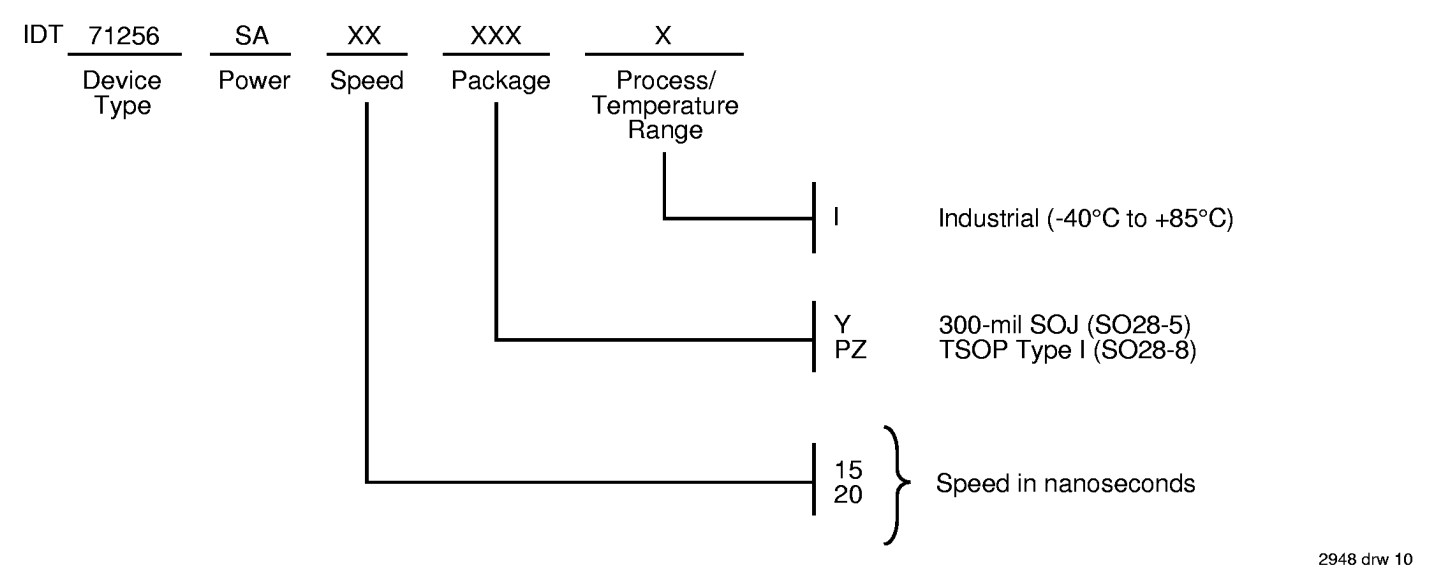 IDT 71256 SA XX XXX X
Device Type Power Speed Package Process/ Temperature Range
I Industrial (-40°C to +85°C)
Y 300-mil SOJ (SO28-5)
PZ TSOP Type I (SO28-8)
15
20
Speed in nanoseconds
2948 drw 10